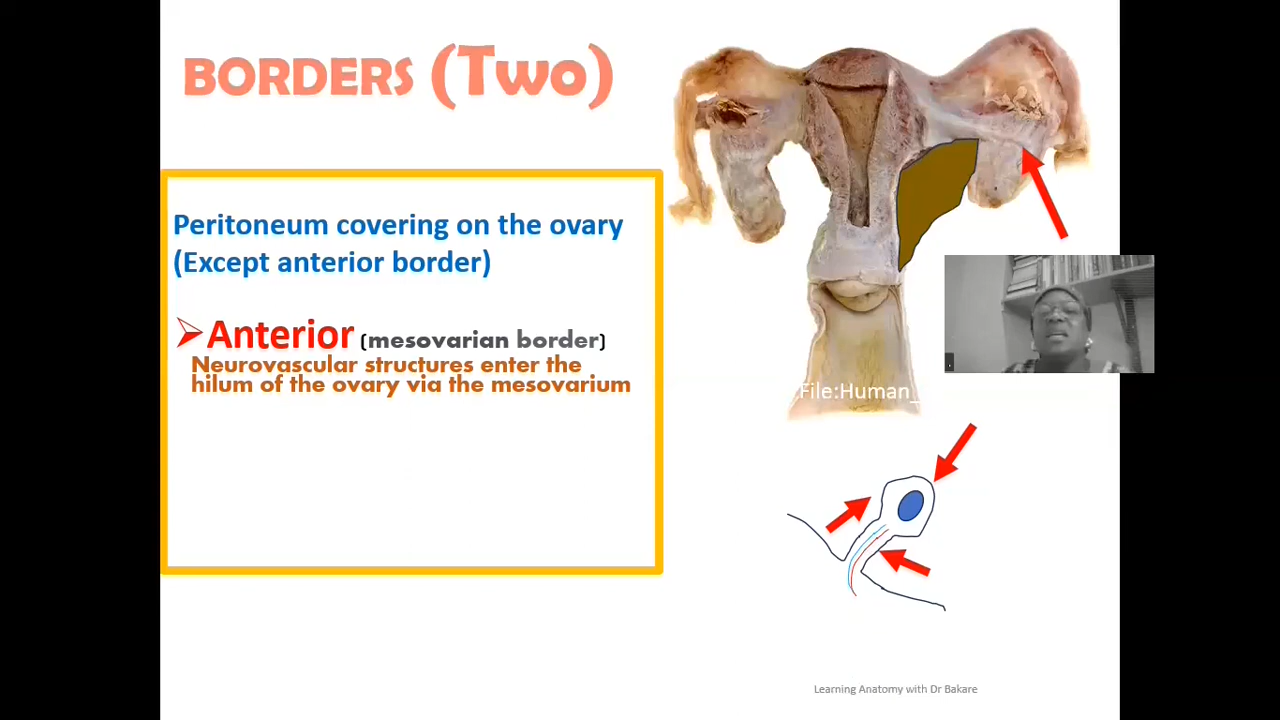 BORDERS (Two)
Peritoneum covering on the ovary
(Except anterior border)
Anterior (mesovarian border)
Neurovascular structures enter the
hilum of the ovary via the mesovarium
File:Human_
Learning Anatomy with Dr Bakare